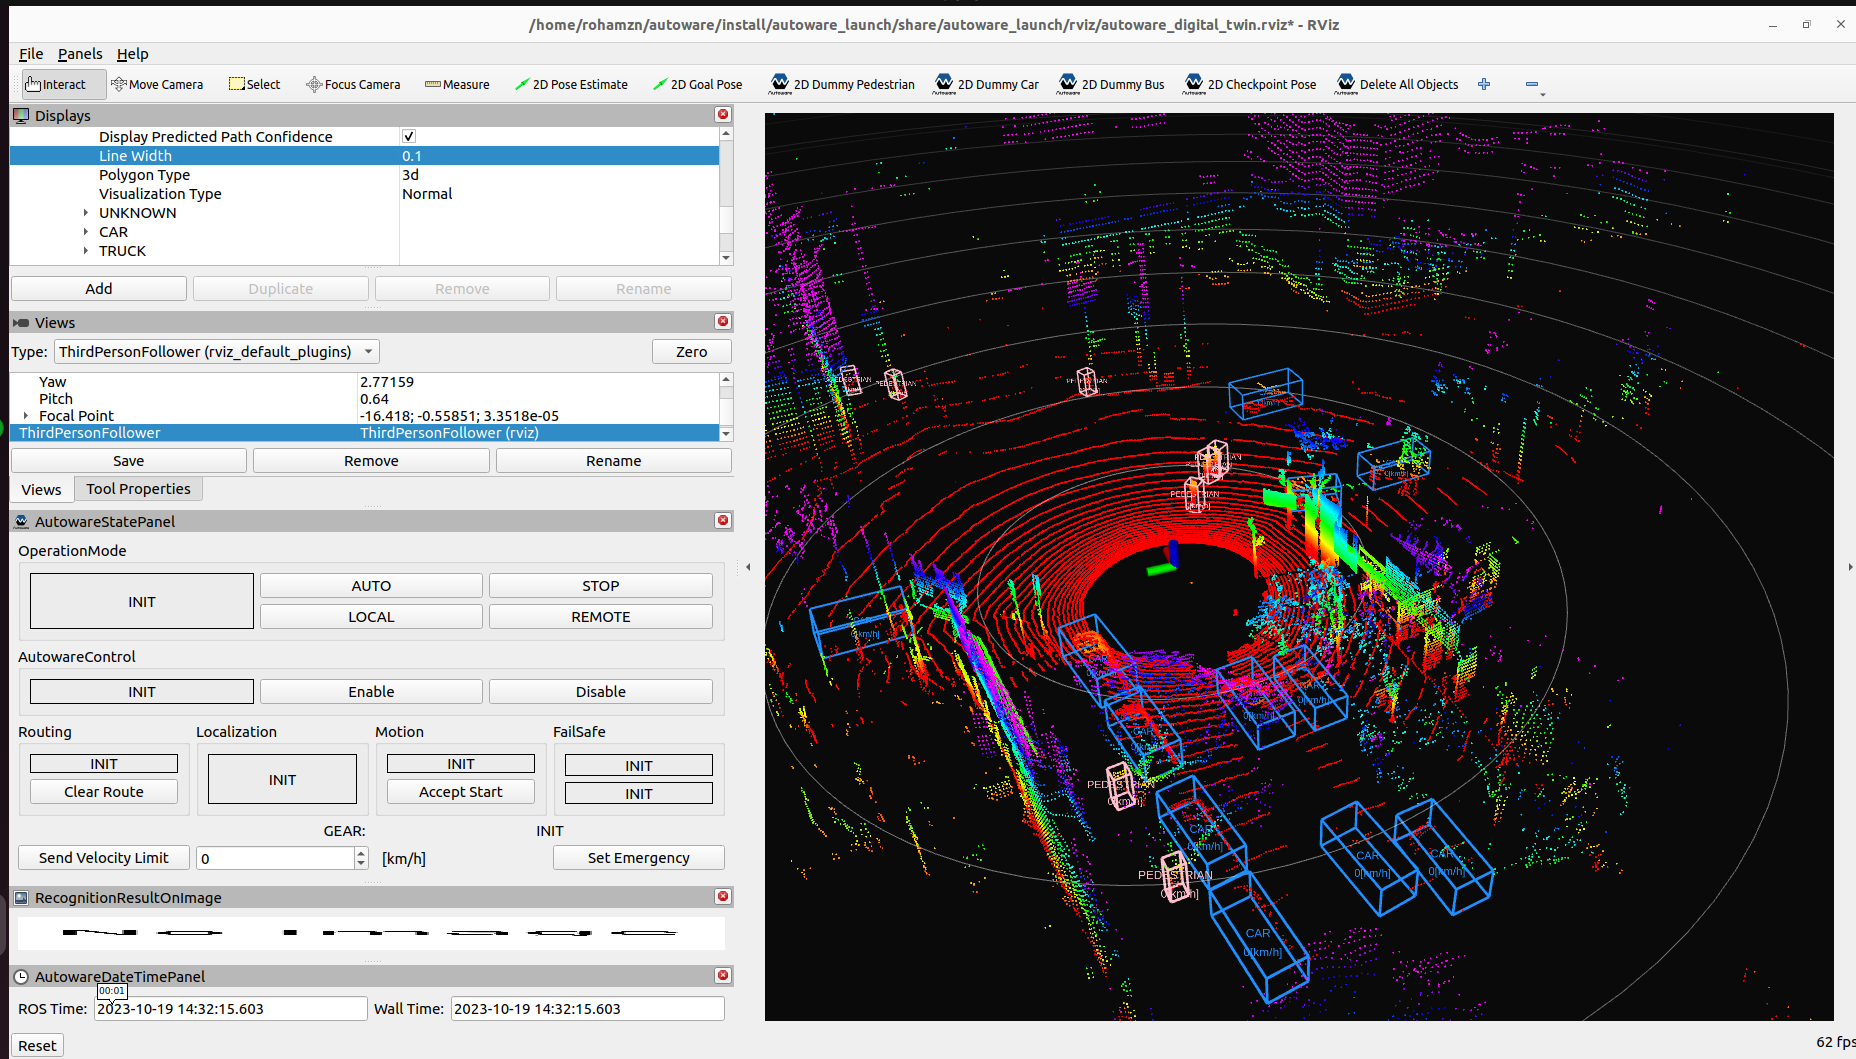 /home/rohamzn/autoware/install/autoware_launch/share/autoware_launch/rviz/autoware_digital_twin.rviz* - RViz
File Panels Help
Interact Move Camera Select Focus Camera Measure 2D Pose Estimate 2D Goal Pose 2D Dummy Pedestrian 2D Dummy Car 2D Dummy Bus 2D Checkpoint Pose Delete All Objects
Displays
Display Predicted Path Confidence
Line Width 0.1
Polygon Type 3d
Visualization Type Normal
UNKNOWN
CAR
TRUCK
Add Duplicate Remove Rename
Views
Type: ThirdPersonFollower (rviz_default_plugins) Zero
Yaw 2.77159
Pitch 0.64
Focal Point -16.418; -0.55851; 3.3518e-05
ThirdPersonFollower ThirdPersonFollower (rviz)
Save Remove Rename
Views Tool Properties
AutowareStatePanel
OperationMode
INIT AUTO STOP
LOCAL REMOTE
AutowareControl
INIT Enable Disable
Routing Localization Motion FailSafe
INIT INIT INIT INIT
Clear Route Accept Start INIT
GEAR: INIT
Send Velocity Limit 0 [km/h] Set Emergency
RecognitionResultOnImage
AutowareDateTimePanel
00:01
ROS Time: 2023-10-19 14:32:15.603 Wall Time: 2023-10-19 14:32:15.603
Reset
PEDESTRIAN
PEDESTRIAN
PEDESTRIAN
PEDESTRIAN
PEDESTRIAN
0[km/h]
CAR
0[km/h]
PEDESTRIAN
0[km/h]
CAR
0[km/h]
CAR
0[km/h]
CAR
0[km/h]
PEDESTRIAN
0[km/h]
CAR
0[km/h]
62 fps